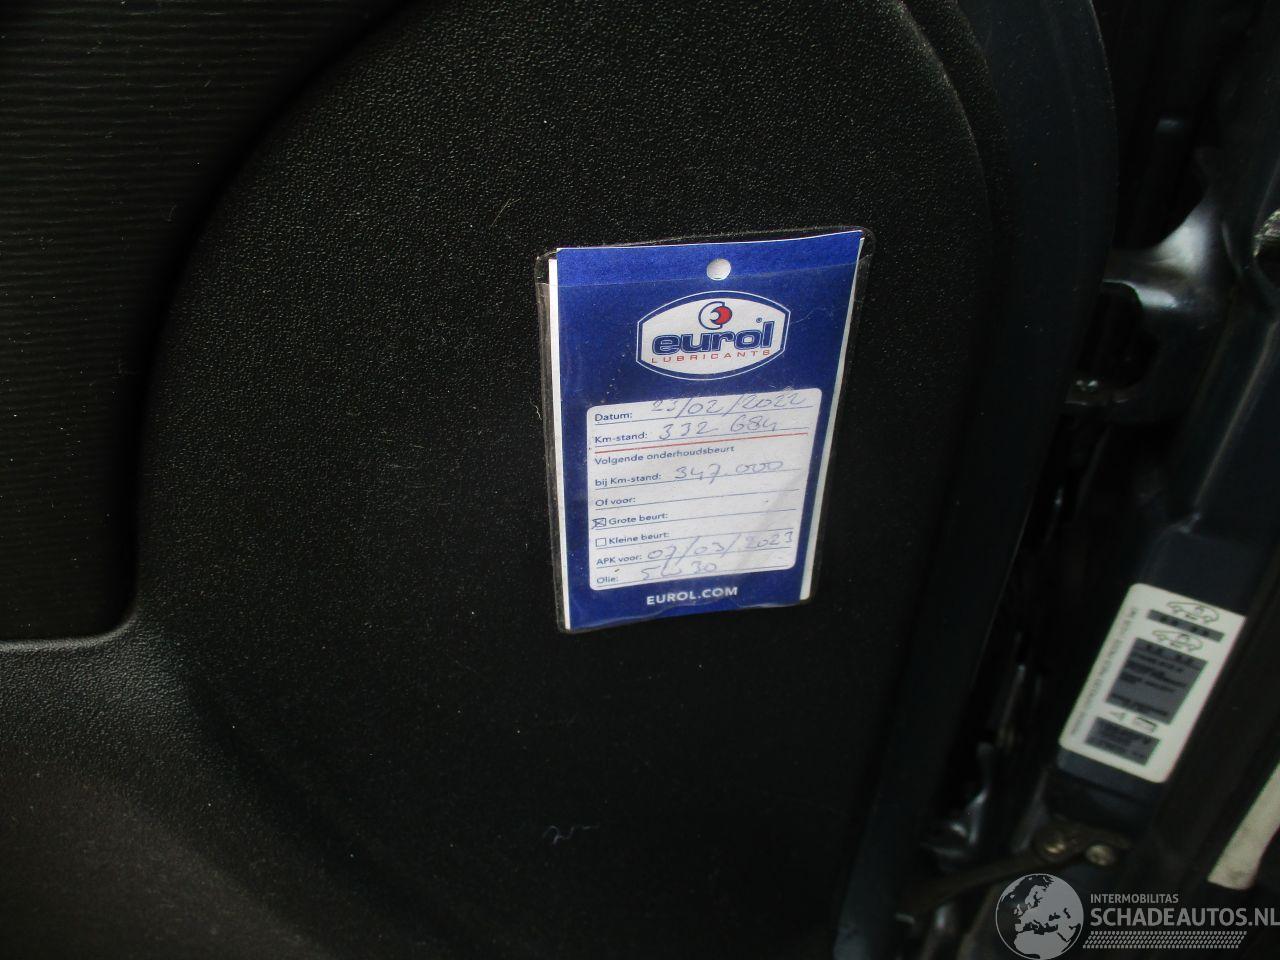 eurol®
LUBRICANTS
Datum: 23/02/2022
Km-stand: 332 684
Volgende onderhoudsbeurt
bij Km-stand: 347.000
Of voor:
Grote beurt:
Kleine beurt:
APK voor: 07/03/2023
Olie: 5W30
EUROL.COM
INTERMOBILITAS
SCHADEAUTOS.NL